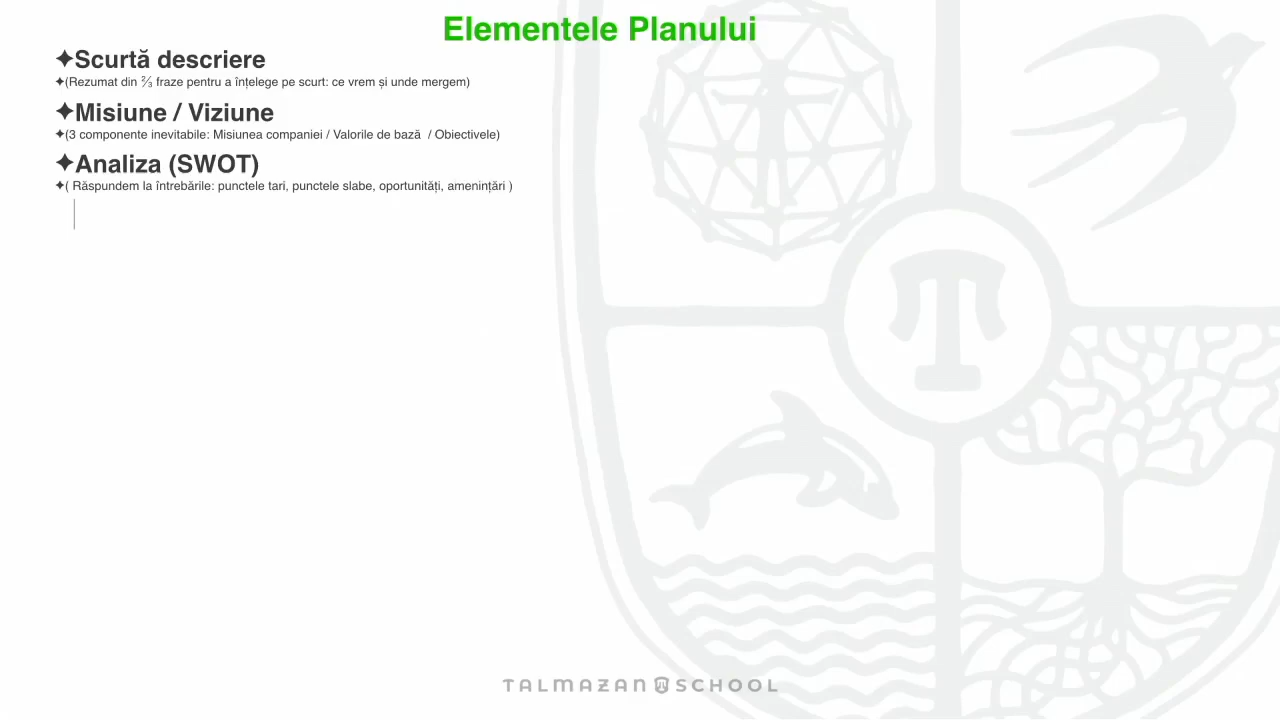 Elementele Planului
✦Scurtă descriere
✦(Rezumat din ⅔ fraze pentru a înțelege pe scurt: ce vrem și unde mergem)
✦Misiune / Viziune
✦(3 componente inevitabile: Misiunea companiei / Valorile de bază  / Obiectivele)
✦Analiza (SWOT)
✦( Răspundem la întrebările: punctele tari, punctele slabe, oportunități, amenințări )
TALMAZAN SCHOOL